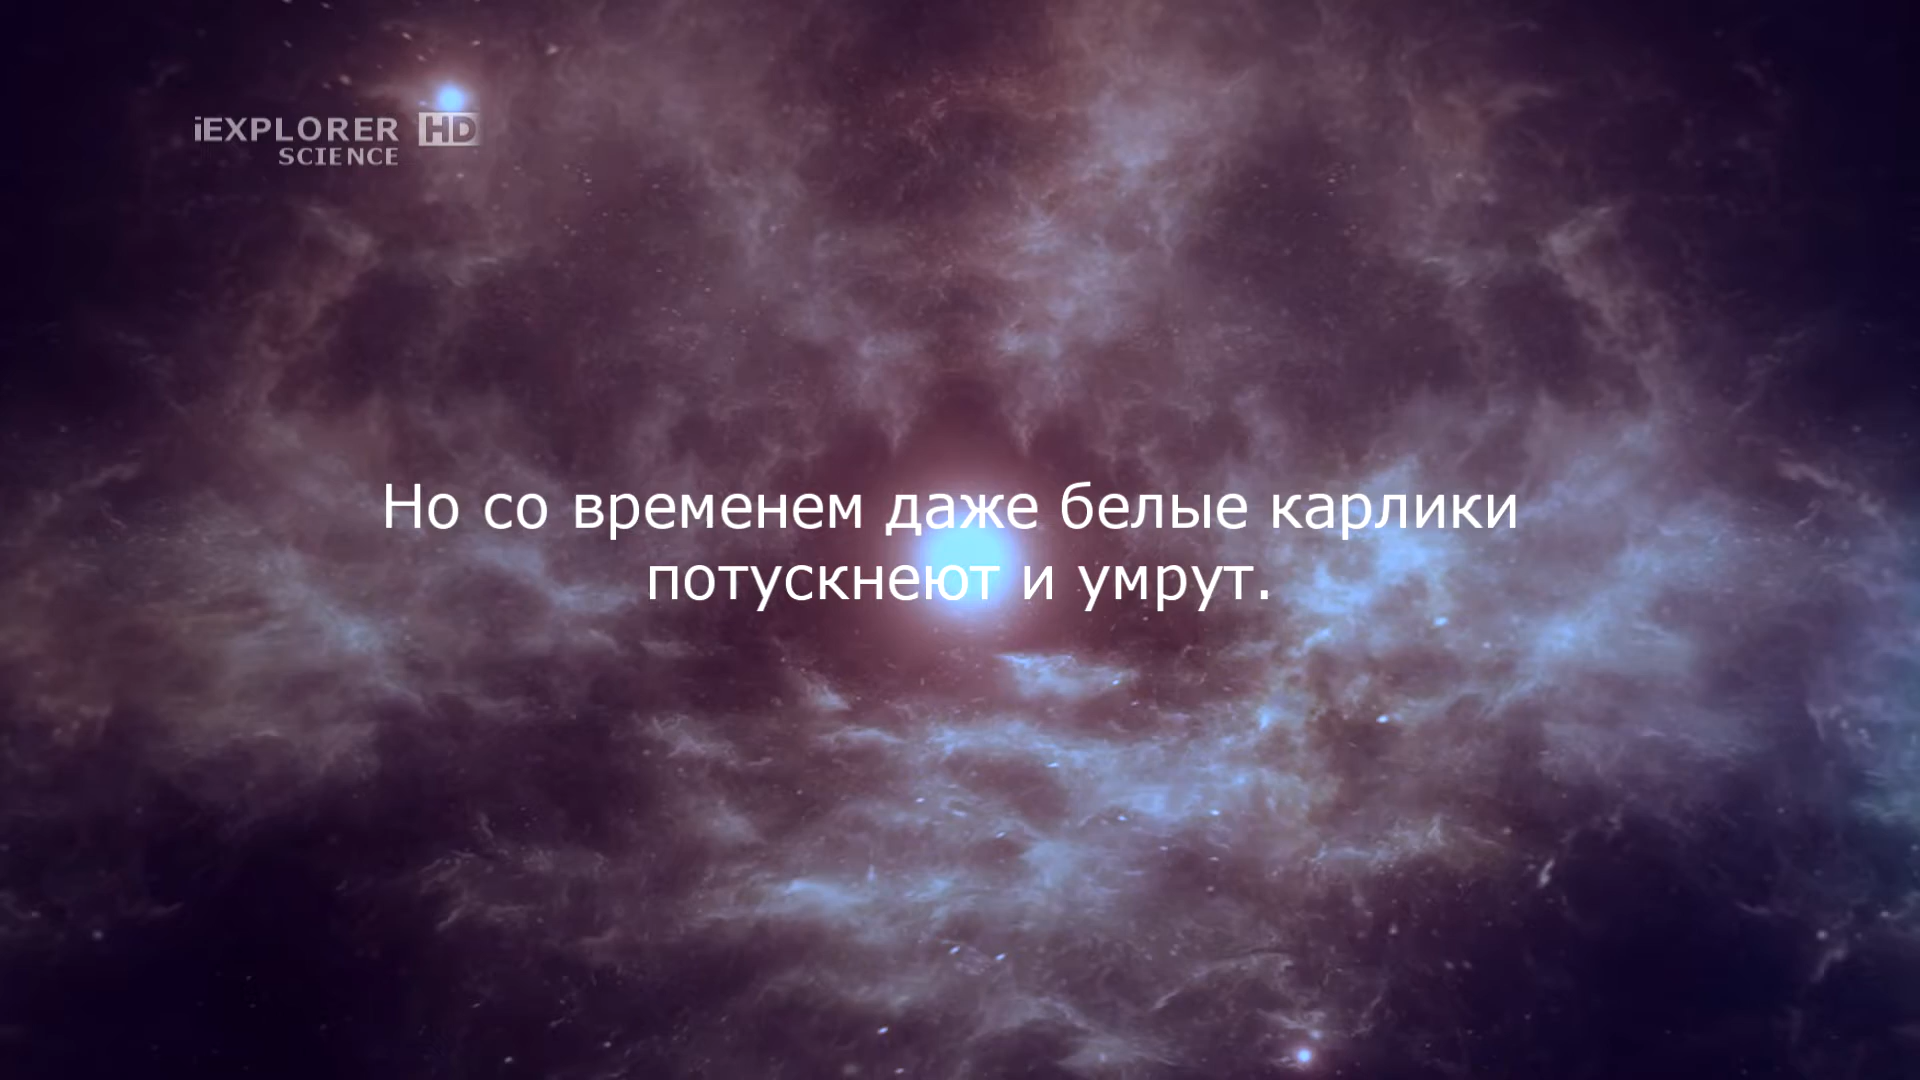 iEXPLORER HD
SCIENCE
Но со временем даже белые карлики
потускнеют и умрут.